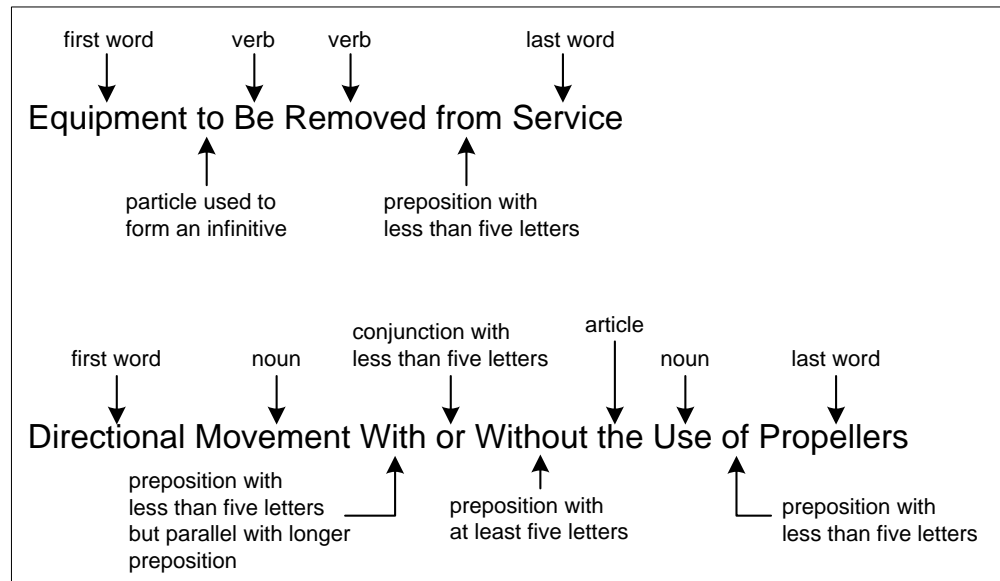 first word verb verb last word
Equipment to Be Removed from Service
particle used to
form an infinitive
preposition with
less than five letters
conjunction with
less than five letters
article
first word noun noun last word
Directional Movement With or Without the Use of Propellers
preposition with
less than five letters
but parallel with longer
preposition
preposition with
at least five letters
preposition with
less than five letters